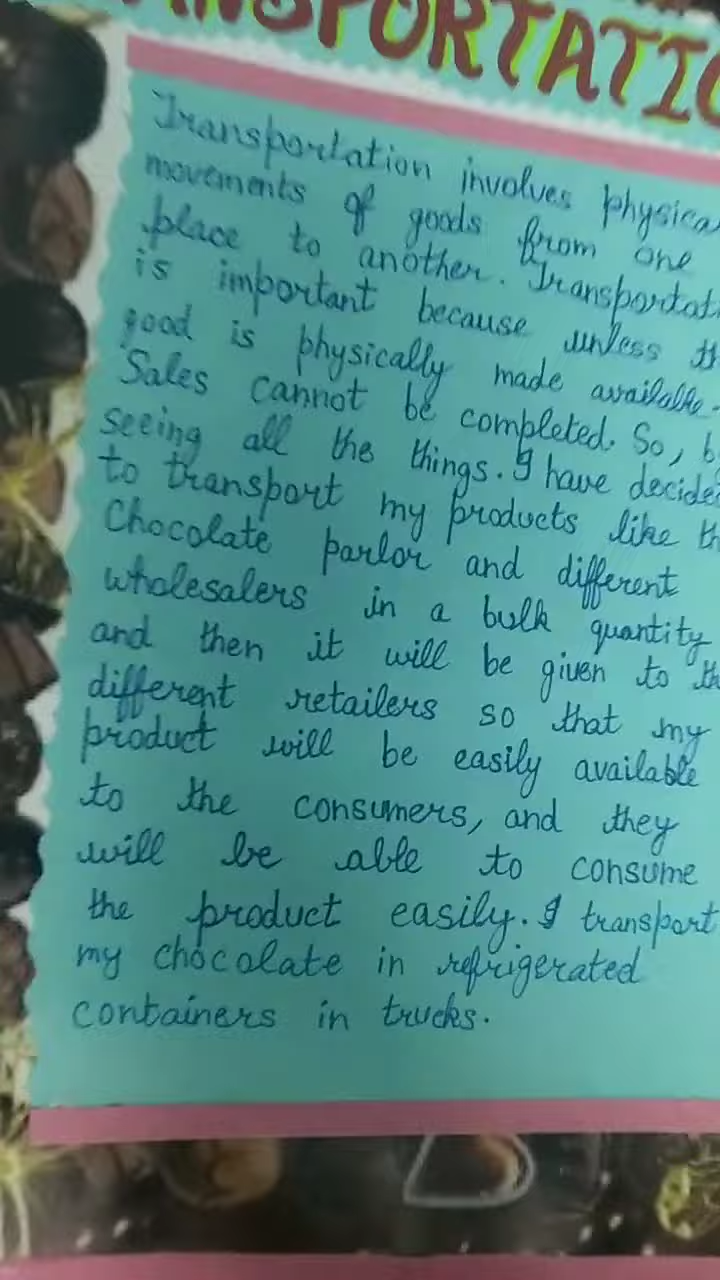 ANSPORTATIO
Transportation involves physica
movements of goods from one
place to another. Transportati
is important because unless th
good is physically made available.
Sales cannot be completed. So, b
seeing all the things. I have decide
to transport my products like th
Chocolate parlor and different
wholesalers in a bulk quantity
and then it will be given to th
different retailers so that my
product will be easily available
to the consumers, and they
will be able to consume
the product easily. I transport
my chocolate in refrigerated
containers in trucks.